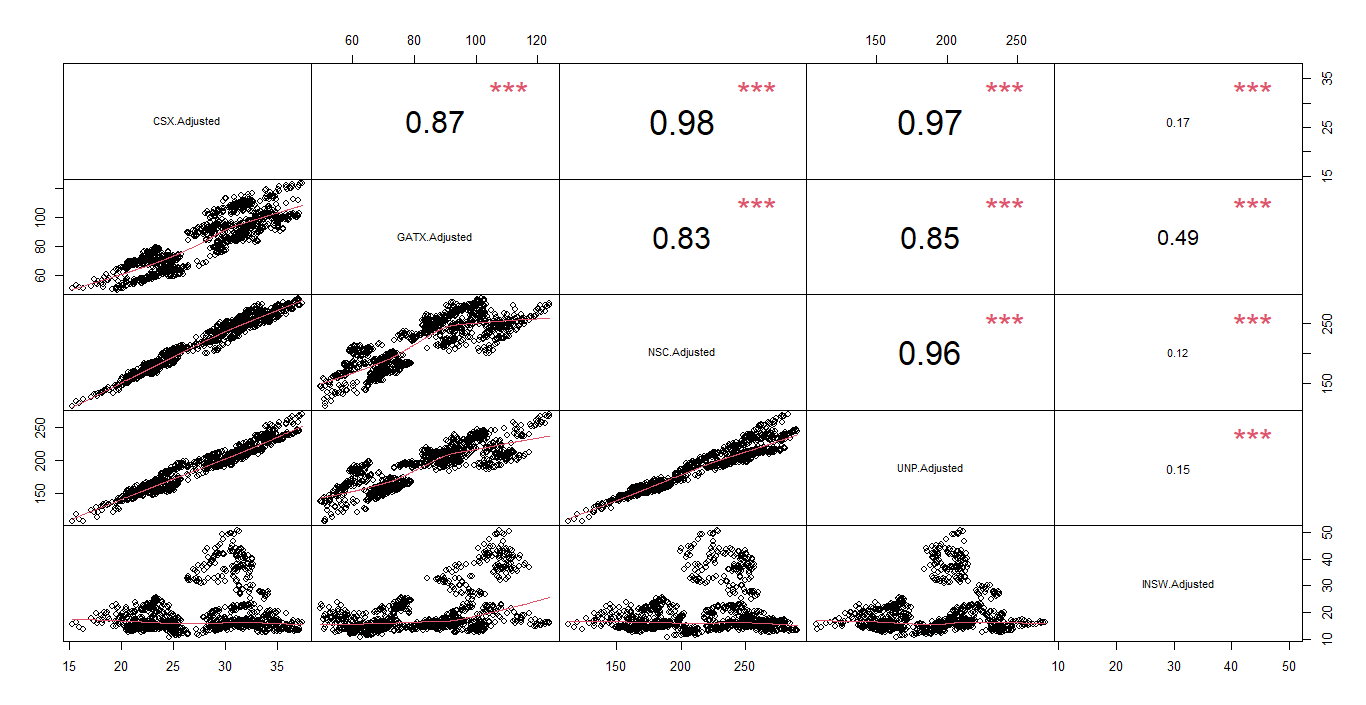 60 80 100 120 150 200 250
CSX.Adjusted 0.87 *** 0.98 *** 0.97 *** 0.17 *** 15 25 35
60 80 100 GATX.Adjusted 0.83 *** 0.85 *** 0.49 ***
NSC.Adjusted 0.96 *** 0.12 *** 150 250
150 200 250 UNP.Adjusted 0.15 ***
INSW.Adjusted 10 20 30 40 50
15 20 25 30 35 150 200 250 10 20 30 40 50